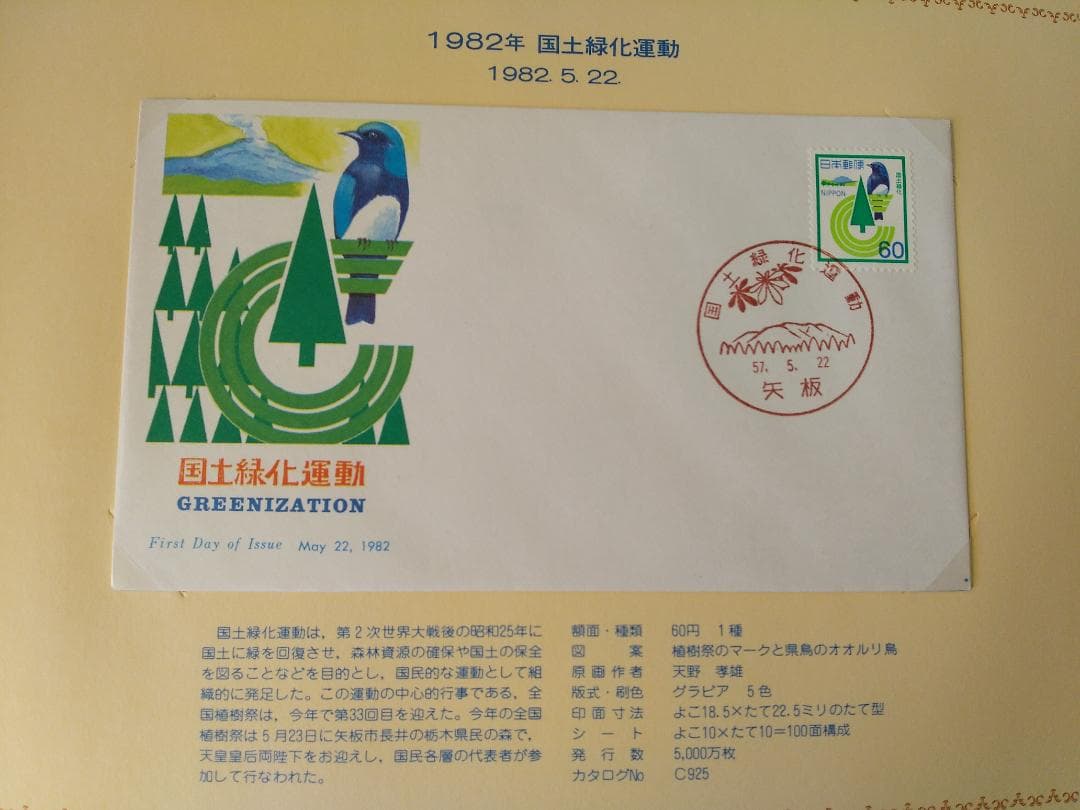 1982年 国土緑化運動
1982. 5. 22.
日本郵便
NIPPON
国土緑化
60
国土緑化運動
57. 5. 22
矢板
国土緑化運動
GREENIZATION
First Day of Issue May 22, 1982
国土緑化運動は，第2次世界大戦後の昭和25年に
国土に緑を回復させ，森林資源の確保や国土の保全
を図ることなどを目的とし，国民的な運動として組
織的に発足した。この運動の中心的行事である，全
国植樹祭は，今年で第33回目を迎えた。今年の全国
植樹祭は5月23日に矢板市長井の栃木県民の森で，
天皇皇后両陛下をお迎えし，国民各層の代表者が参
加して行なわれた。
額面・種類 60円 1種
図案 植樹祭のマークと県鳥のオオルリ鳥
原画作者 天野 孝雄
版式・刷色 グラビア 5色
印面寸法 よこ18.5×たて22.5ミリのたて型
シート よこ10×たて10＝100面構成
発行数 5,000万枚
カタログNo C925